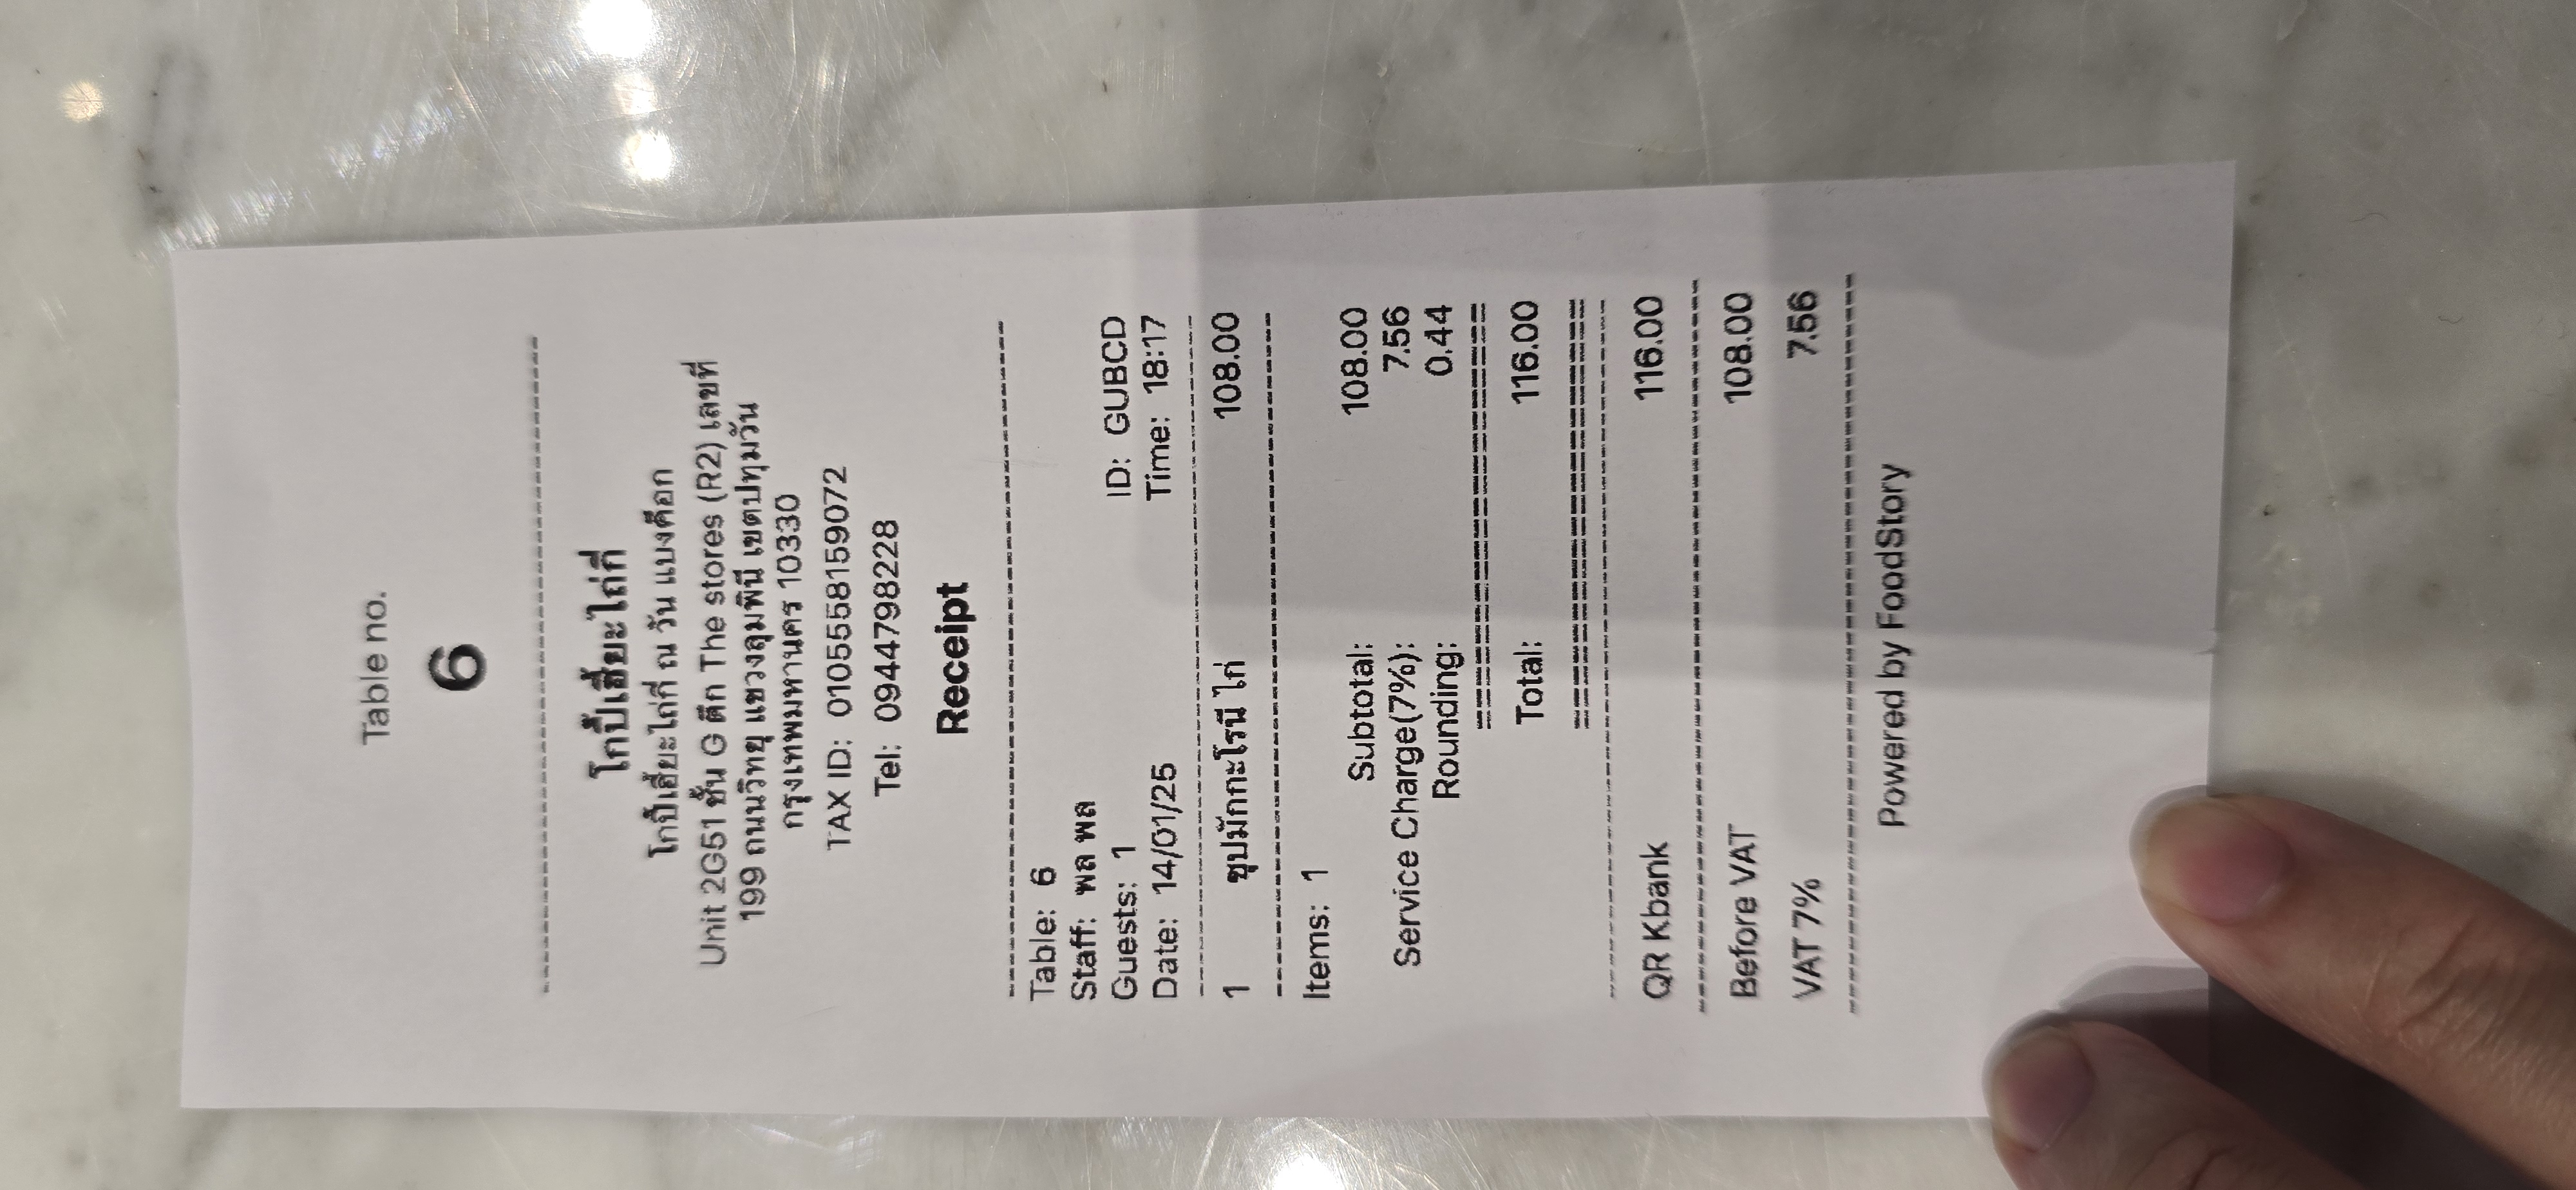 Table no.
6
โกปี๊เฮี้ยะไถ่กี่
โกปี๊เฮี้ยะไถ่กี่ ณ วัน แบงค็อก
Unit 2G51 ชั้น G ตึก The stores (R2) เลขที่
199 ถนนวิทยุ แขวงลุมพินี เขตปทุมวัน
กรุงเทพมหานคร 10330
TAX ID: 0105558159072
Tel: 0944798228
Receipt
Table: 6
Staff: พล พล
Guests: 1 ID: GUBCD
Date: 14/01/25 Time: 18:17
1 ซุปมักกะโรนี ไก่ 108.00
Items: 1
Subtotal: 108.00
Service Charge(7%): 7.56
Rounding: 0.44
Total: 116.00
QR Kbank 116.00
Before VAT 108.00
VAT 7% 7.56
Powered by FoodStory